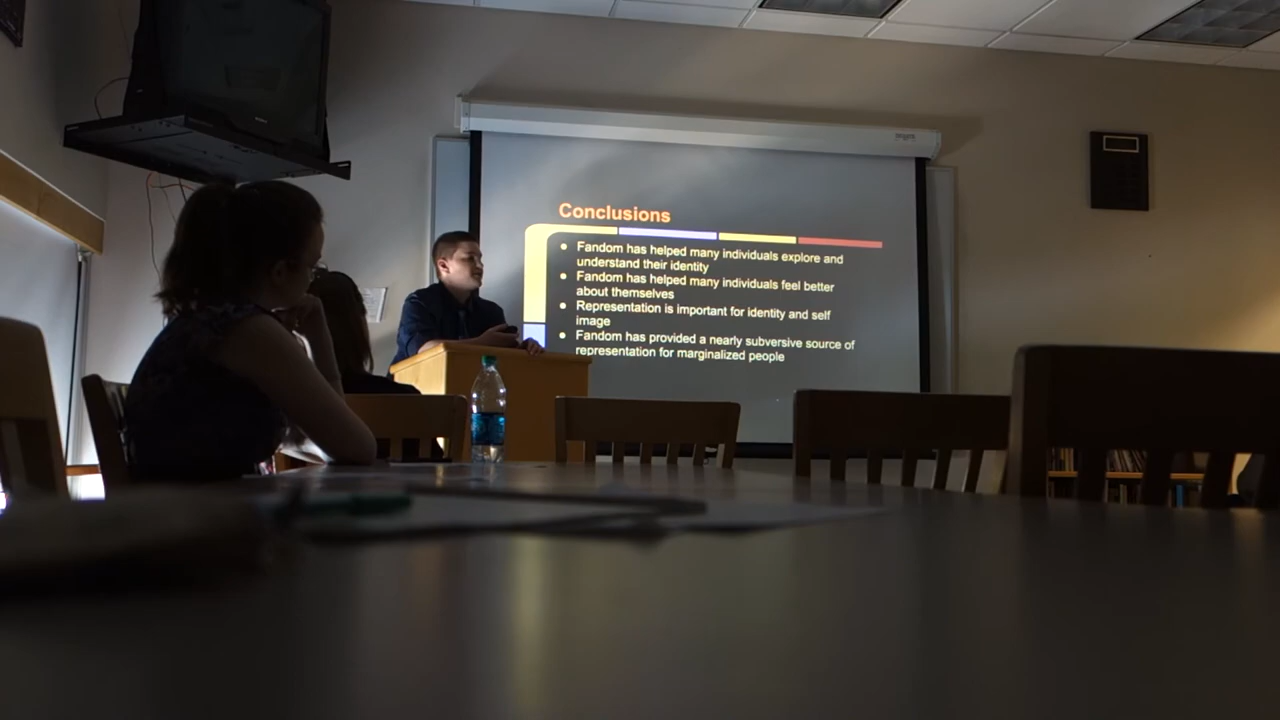 Conclusions
• Fandom has helped many individuals explore and
understand their identity
• Fandom has helped many individuals feel better
about themselves
• Representation is important for identity and self
image
• Fandom has provided a nearly subversive source of
representation for marginalized people